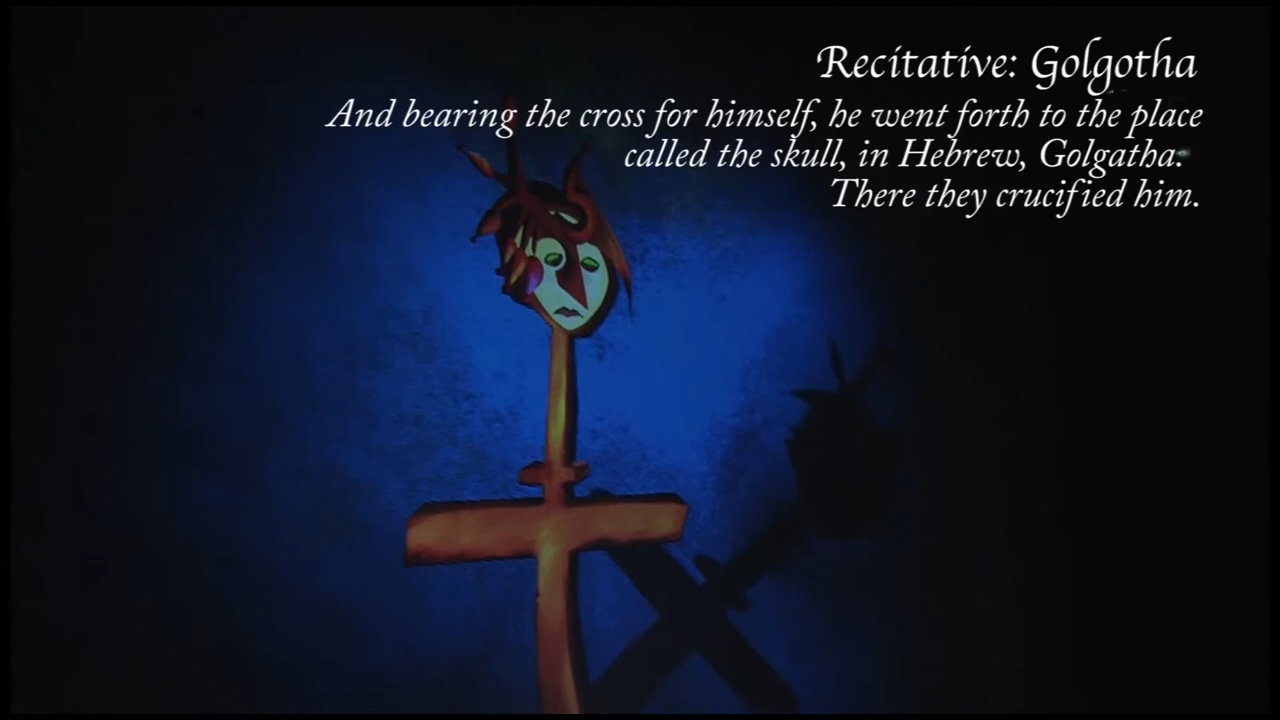 Recitative: Golgotha
And bearing the cross for himself, he went forth to the place
called the skull, in Hebrew, Golgatha:
There they crucified him.